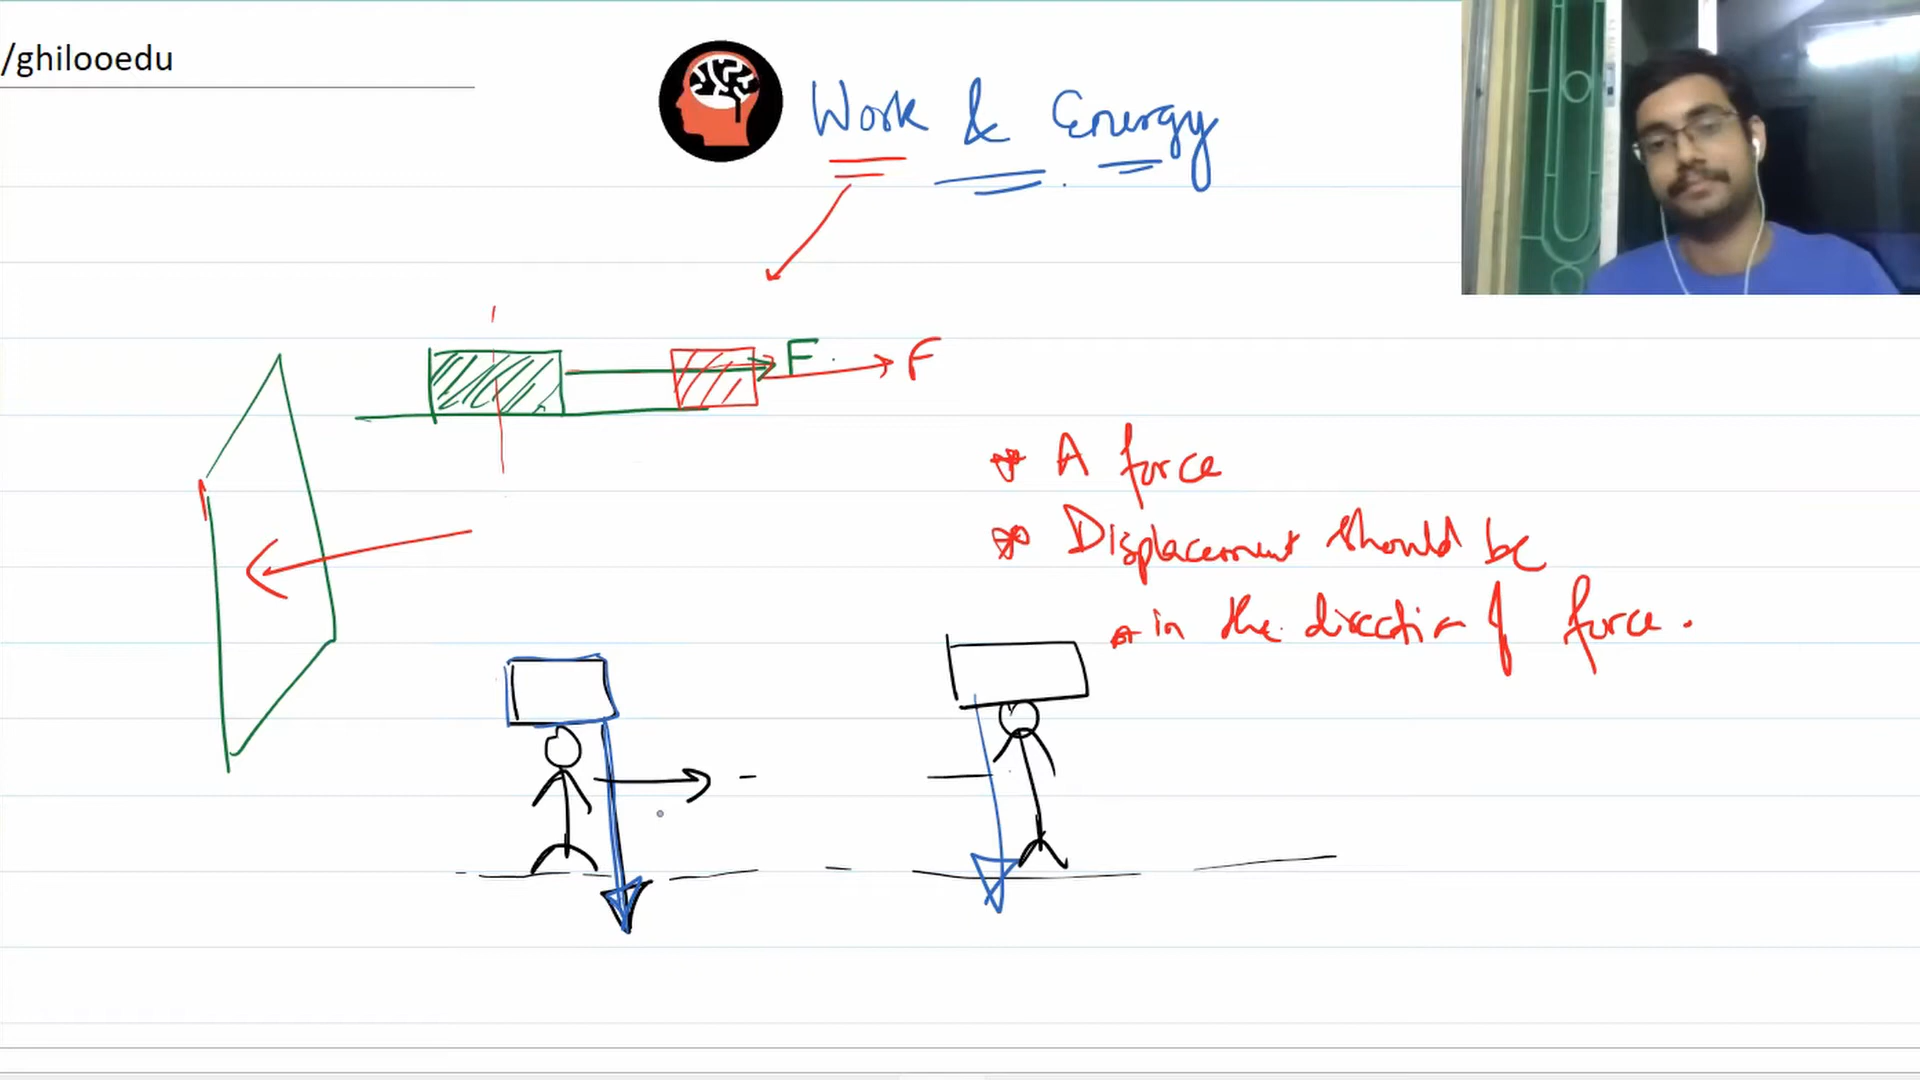 /ghilooedu
Work & Energy
F
F
* A force
* Displacement should be
in the direction of force.